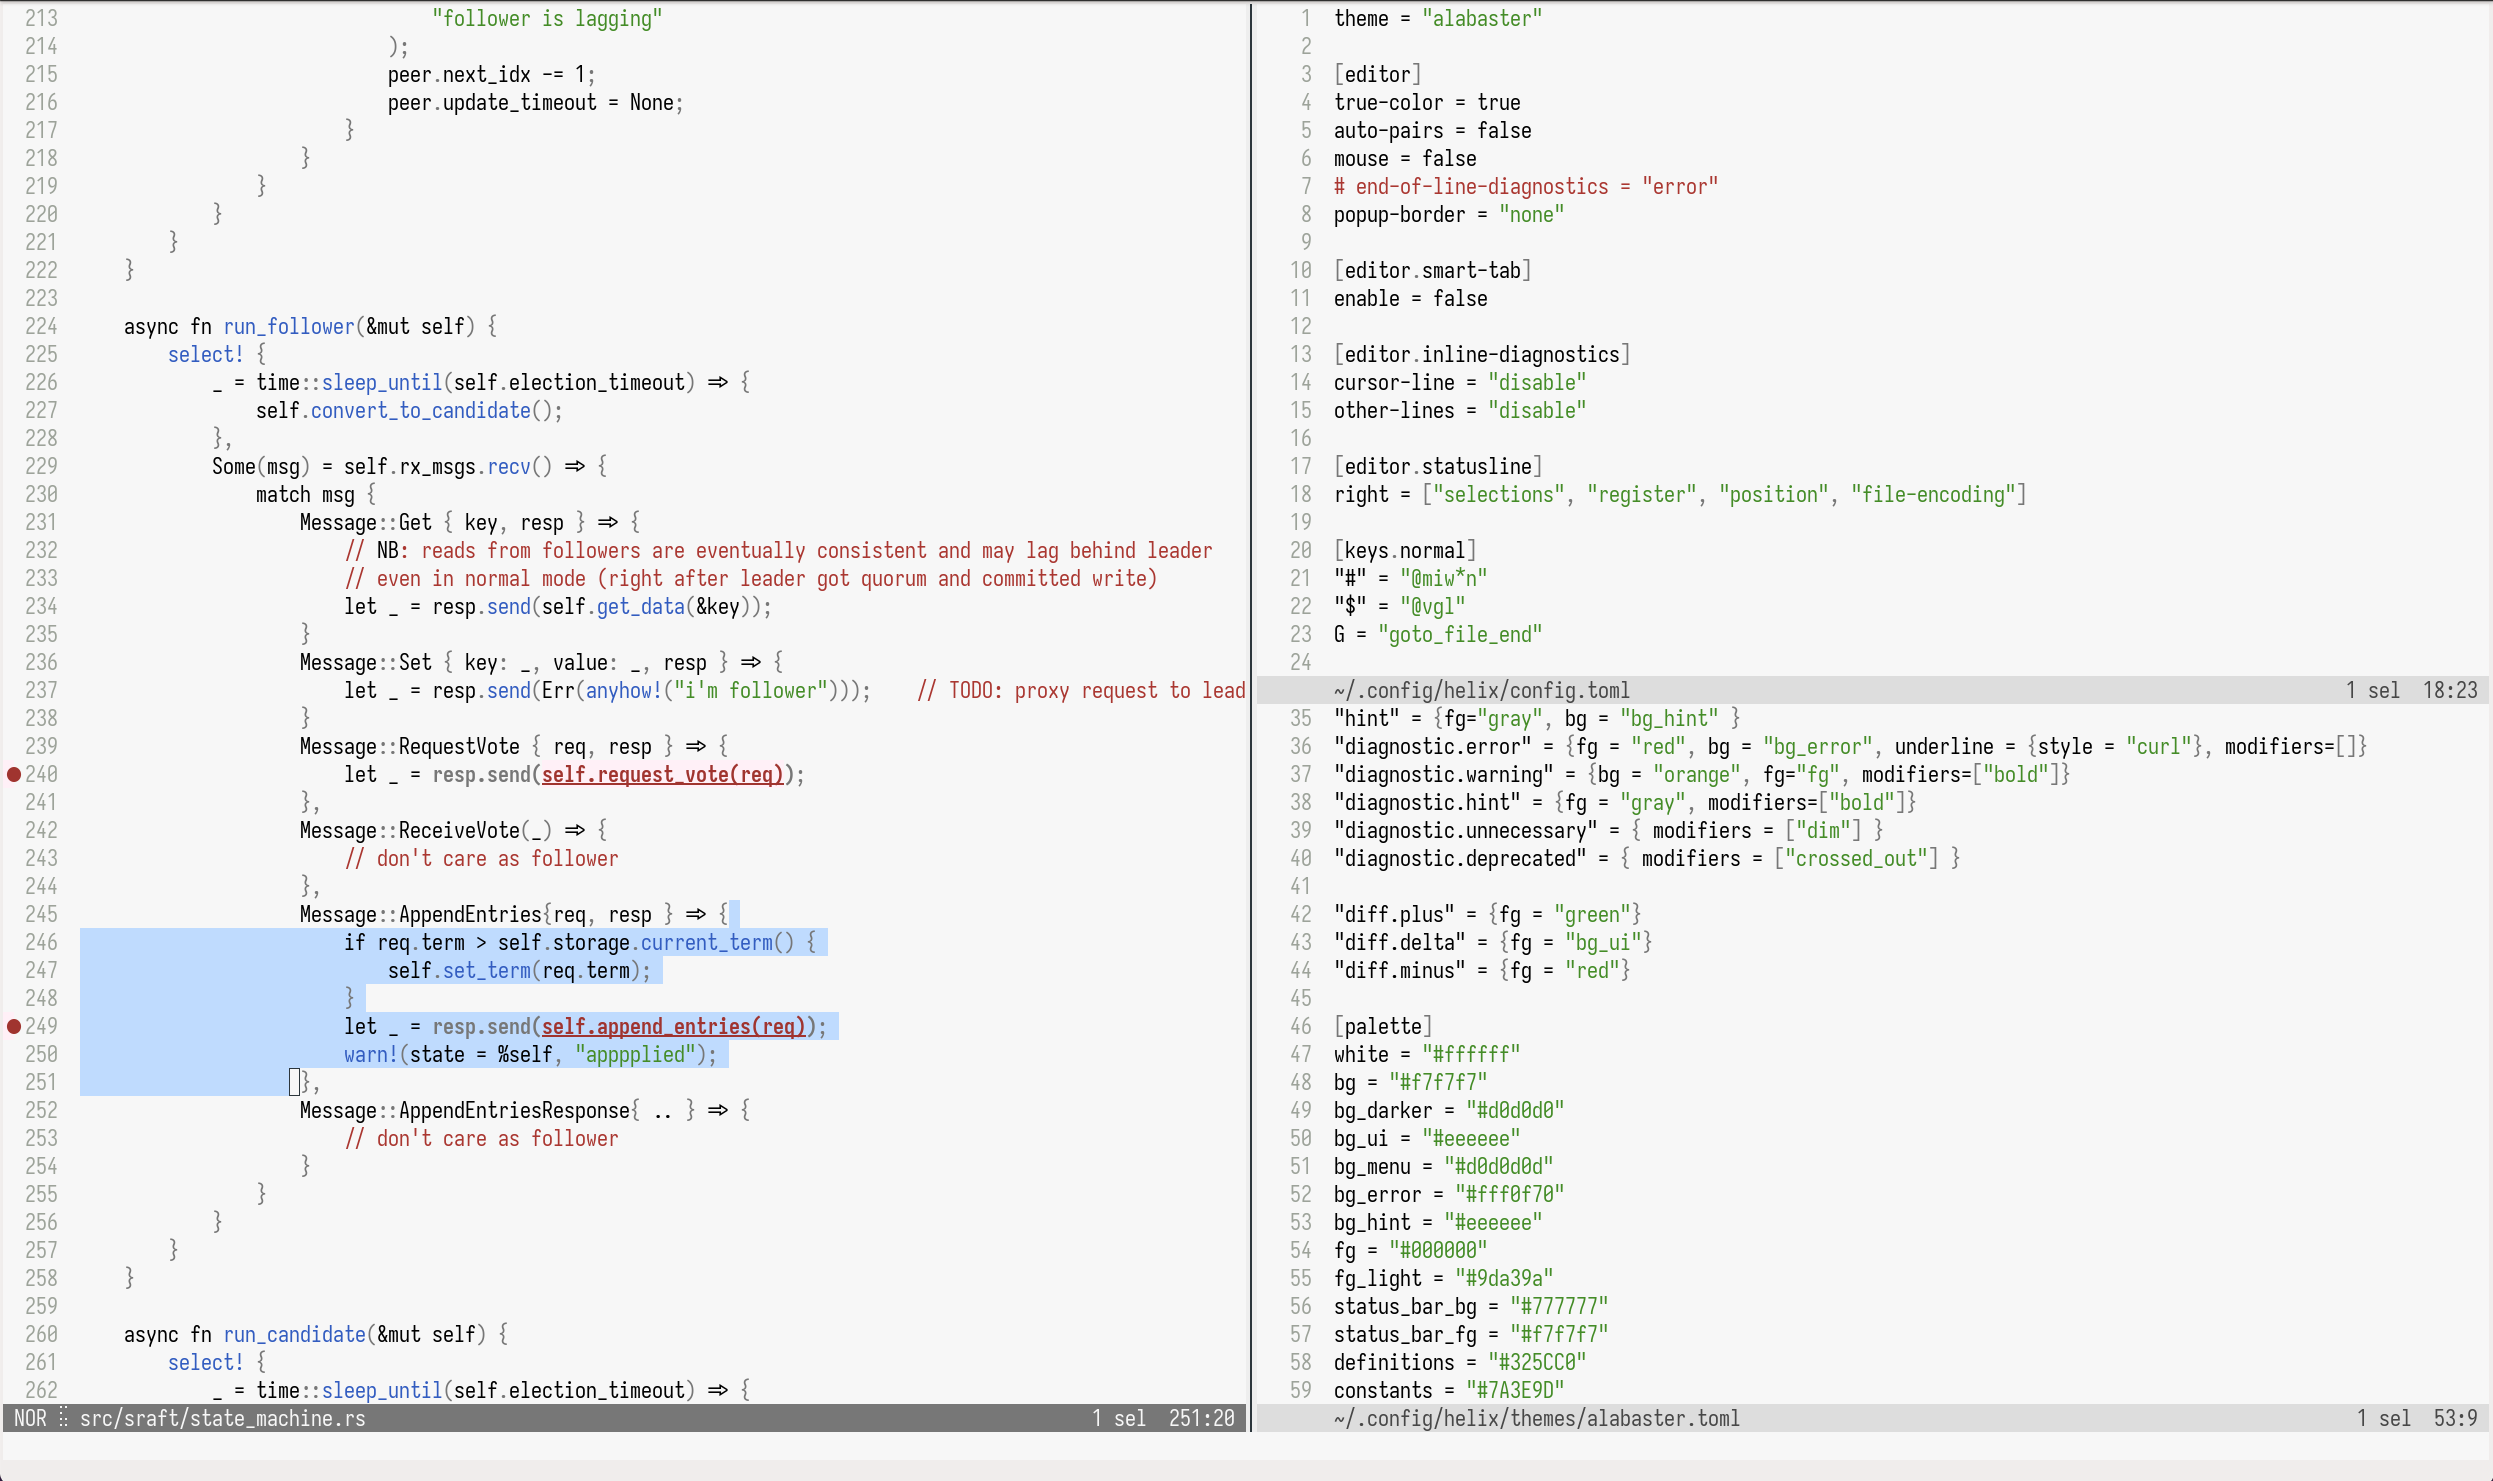 213                                  "follower is lagging"
214                              );
215                              peer.next_idx -= 1;
216                              peer.update_timeout = None;
217                          }
218                      }
219                  }
220              }
221          }
222      }
223
224      async fn run_follower(&mut self) {
225          select! {
226              _ = time::sleep_until(self.election_timeout) => {
227                  self.convert_to_candidate();
228              },
229              Some(msg) = self.rx_msgs.recv() => {
230                  match msg {
231                      Message::Get { key, resp } => {
232                          // NB: reads from followers are eventually consistent and may lag behind leader
233                          // even in normal mode (right after leader got quorum and committed write)
234                          let _ = resp.send(self.get_data(&key));
235                      }
236                      Message::Set { key: _, value: _, resp } => {
237                          let _ = resp.send(Err(anyhow!("i'm follower")));    // TODO: proxy request to lead
238                      }
239                      Message::RequestVote { req, resp } => {
240                          let _ = resp.send(self.request_vote(req));
241                      },
242                      Message::ReceiveVote(_) => {
243                          // don't care as follower
244                      },
245                      Message::AppendEntries{req, resp } => {
246                          if req.term > self.storage.current_term() {
247                              self.set_term(req.term);
248                          }
249                          let _ = resp.send(self.append_entries(req));
250                          warn!(state = %self, "apppplied");
251                      },
252                      Message::AppendEntriesResponse{ .. } => {
253                          // don't care as follower
254                      }
255                  }
256              }
257          }
258      }
259
260      async fn run_candidate(&mut self) {
261          select! {
262              _ = time::sleep_until(self.election_timeout) => {
NOR src/sraft/state_machine.rs 1 sel 251:20
1 theme = "alabaster"
2
3 [editor]
4 true-color = true
5 auto-pairs = false
6 mouse = false
7 # end-of-line-diagnostics = "error"
8 popup-border = "none"
9
10 [editor.smart-tab]
11 enable = false
12
13 [editor.inline-diagnostics]
14 cursor-line = "disable"
15 other-lines = "disable"
16
17 [editor.statusline]
18 right = ["selections", "register", "position", "file-encoding"]
19
20 [keys.normal]
21 "#" = "@miw*n"
22 "$" = "@vgl"
23 G = "goto_file_end"
24
~/.config/helix/config.toml 1 sel 18:23
35 "hint" = {fg="gray", bg = "bg_hint" }
36 "diagnostic.error" = {fg = "red", bg = "bg_error", underline = {style = "curl"}, modifiers=[]}
37 "diagnostic.warning" = {bg = "orange", fg="fg", modifiers=["bold"]}
38 "diagnostic.hint" = {fg = "gray", modifiers=["bold"]}
39 "diagnostic.unnecessary" = { modifiers = ["dim"] }
40 "diagnostic.deprecated" = { modifiers = ["crossed_out"] }
41
42 "diff.plus" = {fg = "green"}
43 "diff.delta" = {fg = "bg_ui"}
44 "diff.minus" = {fg = "red"}
45
46 [palette]
47 white = "#ffffff"
48 bg = "#f7f7f7"
49 bg_darker = "#d0d0d0"
50 bg_ui = "#eeeeee"
51 bg_menu = "#d0d0d0d"
52 bg_error = "#fff0f70"
53 bg_hint = "#eeeeee"
54 fg = "#000000"
55 fg_light = "#9da39a"
56 status_bar_bg = "#777777"
57 status_bar_fg = "#f7f7f7"
58 definitions = "#325CC0"
59 constants = "#7A3E9D"
~/.config/helix/themes/alabaster.toml 1 sel 53:9